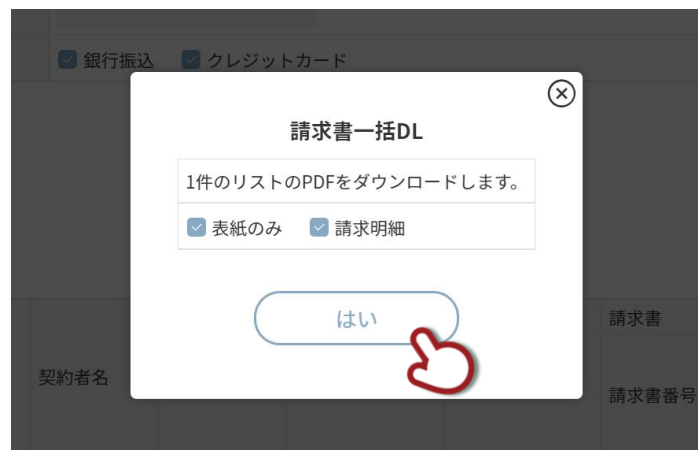 銀行振込 クレジットカード
請求書一括DL
1件のリストのPDFをダウンロードします。
表紙のみ 請求明細
はい
請求書
契約者名
請求書番号